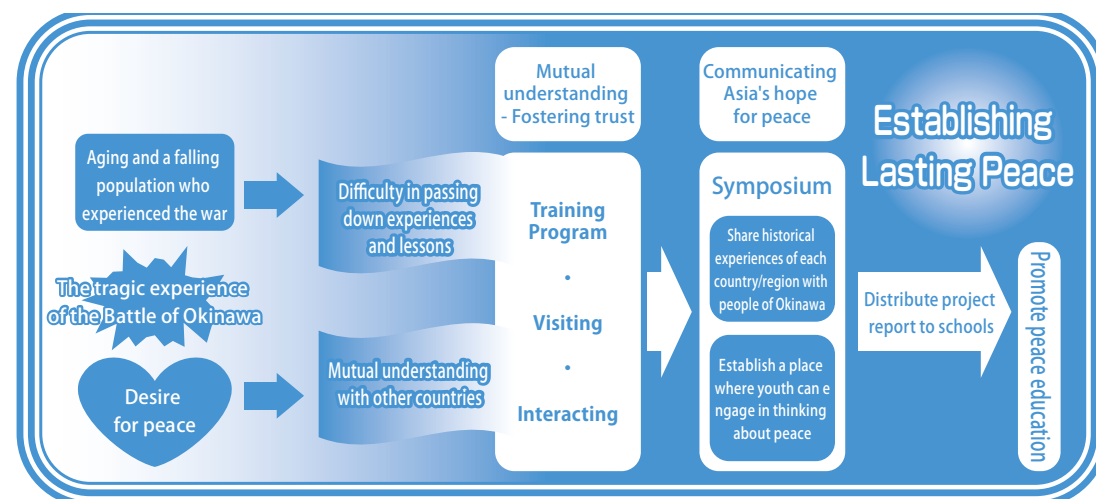 Aging and a falling
population who
experienced the war
The tragic experience
of the Battle of Okinawa
Desire
for peace
Difficulty in passing
down experiences
and lessons
Mutual understanding
with other countries
Mutual
understanding
- Fostering trust
Training
Program
・
Visiting
・
Interacting
Communicating
Asia's hope
for peace
Symposium
Share historical
experiences of each
country/region with
people of Okinawa
Establish a place
where youth can e
ngage in thinking
about peace
Establishing
Lasting Peace
Distribute project
report to schools
Promote peace education